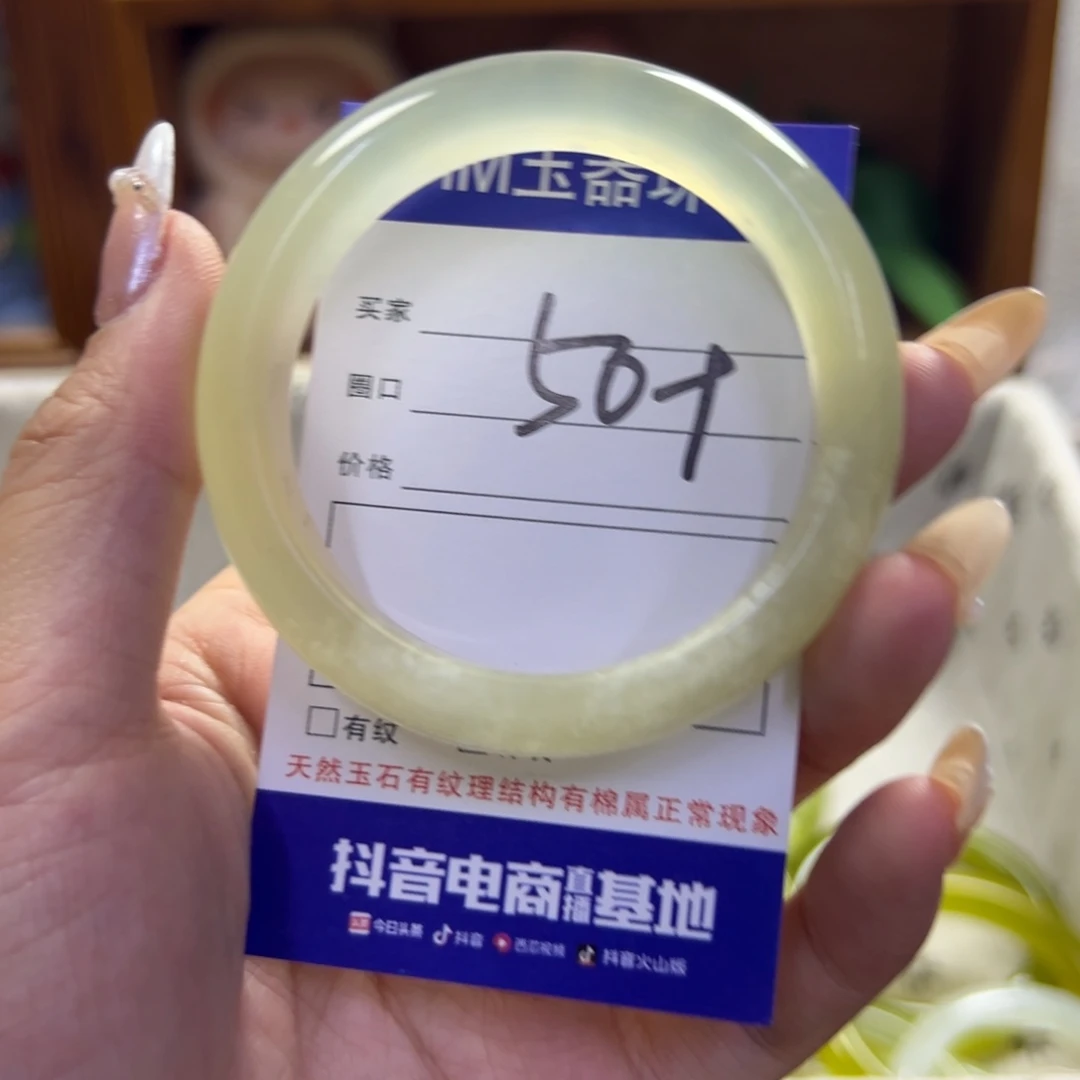 玉器
买家
圈口
价格
50+
有纹
天然玉石有纹理结构有棉属正常现象
抖音电商直播基地
今日头条 抖音 西瓜视频 抖音火山版